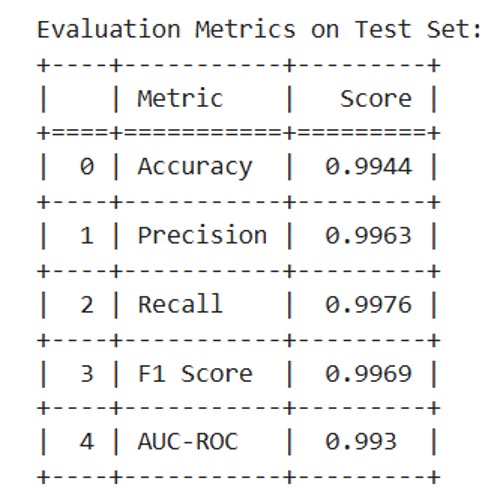 Evaluation Metrics on Test Set:
+----+-----------+---------+
|    | Metric    |   Score |
+====+===========+=========+
|  0 | Accuracy  |  0.9944 |
+----+-----------+---------+
|  1 | Precision |  0.9963 |
+----+-----------+---------+
|  2 | Recall    |  0.9976 |
+----+-----------+---------+
|  3 | F1 Score  |  0.9969 |
+----+-----------+---------+
|  4 | AUC-ROC   |  0.993  |
+----+-----------+---------+